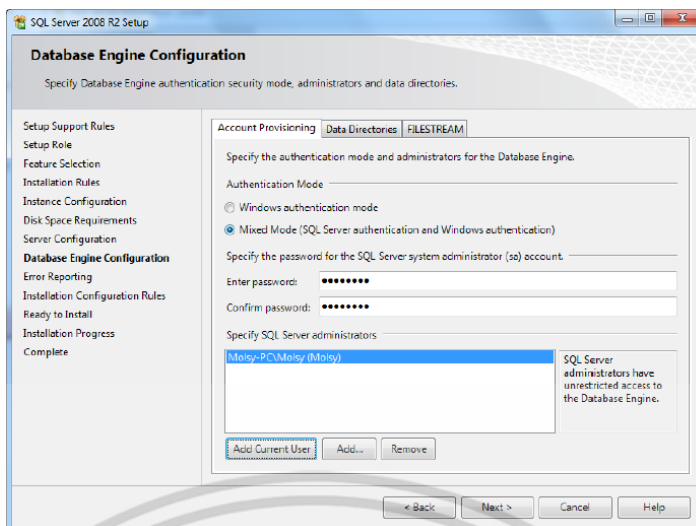 SQL Server 2008 R2 Setup
Database Engine Configuration
Specify Database Engine authentication security mode, administrators and data directories.
Setup Support Rules
Setup Role
Feature Selection
Installation Rules
Instance Configuration
Disk Space Requirements
Server Configuration
Database Engine Configuration
Error Reporting
Installation Configuration Rules
Ready to Install
Installation Progress
Complete
Account Provisioning Data Directories FILESTREAM
Specify the authentication mode and administrators for the Database Engine.
Authentication Mode
Windows authentication mode
Mixed Mode (SQL Server authentication and Windows authentication)
Specify the password for the SQL Server system administrator (sa) account.
Enter password: ●●●●●●●●
Confirm password: ●●●●●●●●
Specify SQL Server administrators
Molsy-PC\Molsy (Molsy)
SQL Server
administrators have
unrestricted access to
the Database Engine.
Add Current User Add... Remove
< Back Next > Cancel Help